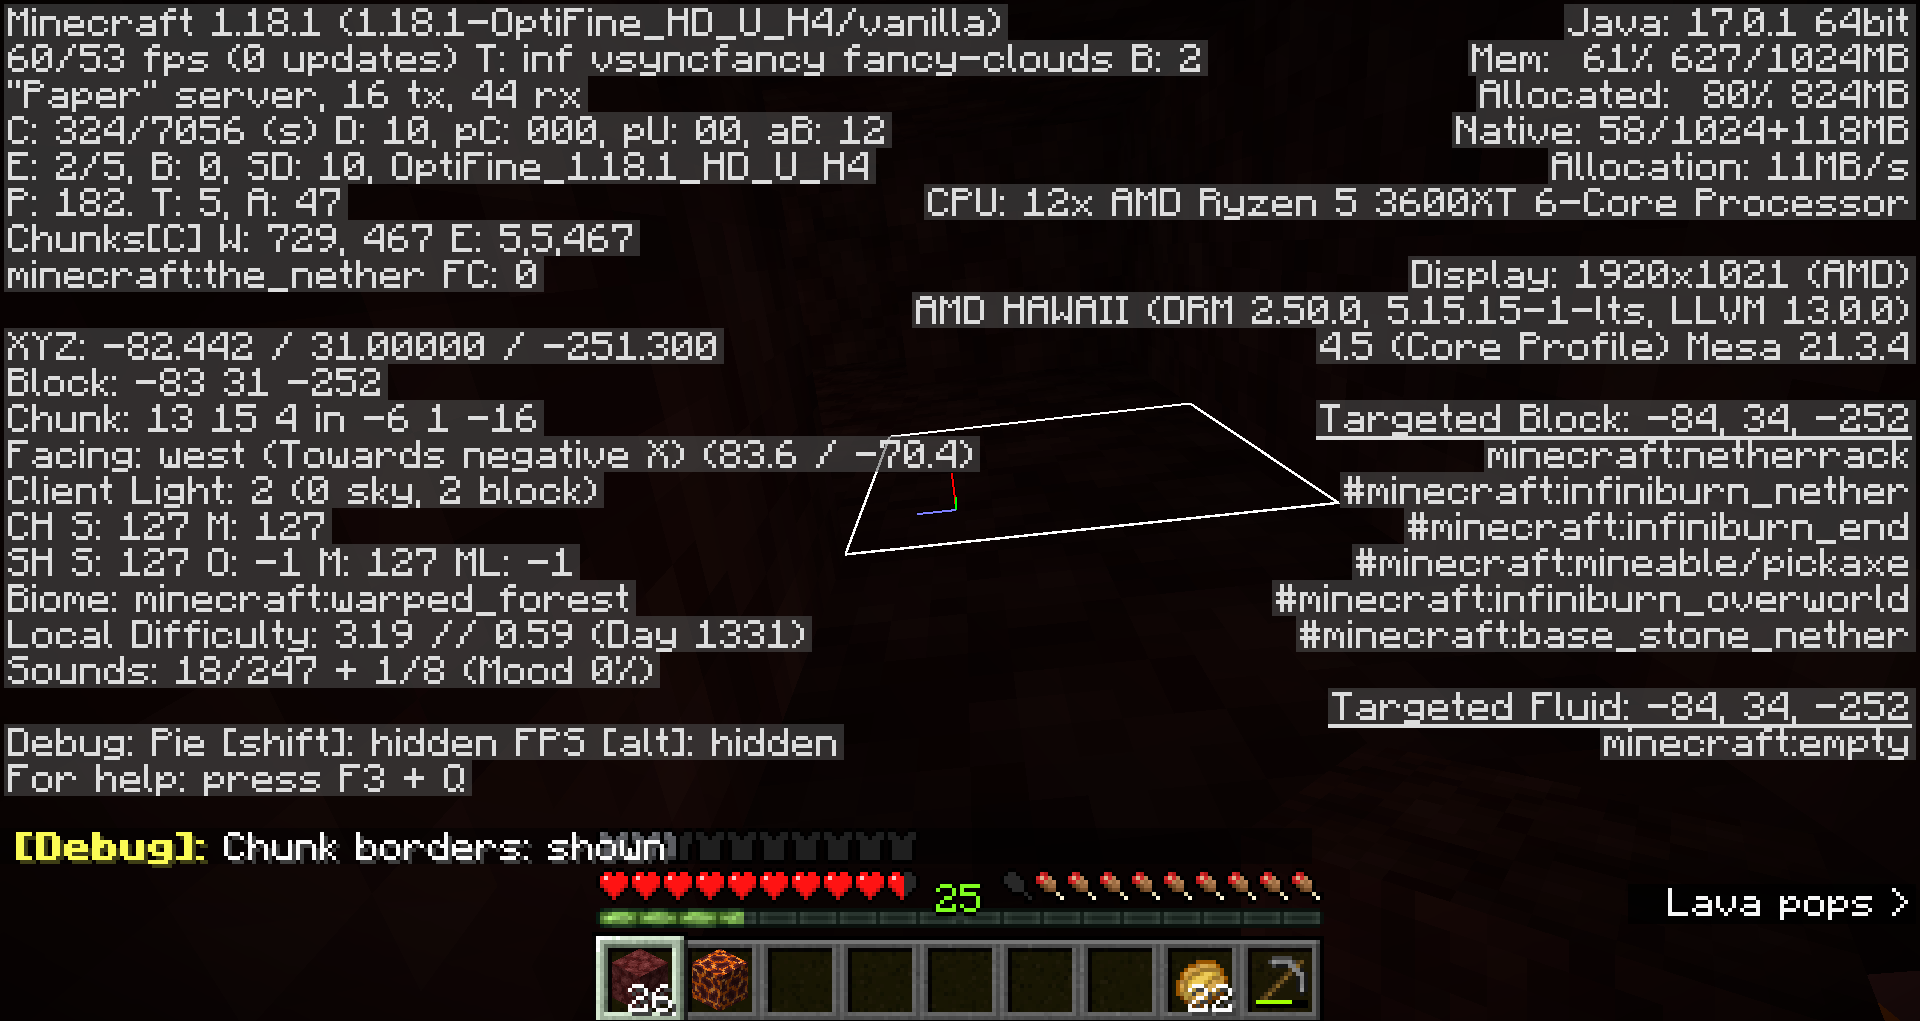 Minecraft 1.18.1 (1.18.1-OptiFine_HD_U_H4/vanilla)
60/53 fps (0 updates) T: inf vsyncfancy fancy-clouds B: 2
"Paper" server, 16 tx, 44 rx
C: 324/7056 (s) D: 10, pC: 000, pU: 00, aB: 12
E: 2/5, B: 0, SD: 10, OptiFine_1.18.1_HD_U_H4
P: 182. T: 5, A: 47
Chunks[C] W: 729, 467 E: 5,5,467
minecraft:the_nether FC: 0
XYZ: -82.442 / 31.00000 / -251.300
Block: -83 31 -252
Chunk: 13 15 4 in -6 1 -16
Facing: west (Towards negative X) (83.6 / -70.4)
Client Light: 2 (0 sky, 2 block)
CH S: 127 M: 127
SH S: 127 O: -1 M: 127 ML: -1
Biome: minecraft:warped_forest
Local Difficulty: 3.19 // 0.59 (Day 1331)
Sounds: 18/247 + 1/8 (Mood 0%)
Debug: Pie [shift]: hidden FPS [alt]: hidden
For help: press F3 + Q
Java: 17.0.1 64bit
Mem: 61% 627/1024MB
Allocated: 80% 824MB
Native: 58/1024+118MB
Allocation: 11MB/s
CPU: 12x AMD Ryzen 5 3600XT 6-Core Processor
Display: 1920x1021 (AMD)
AMD HAWAII (DRM 2.50.0, 5.15.15-1-lts, LLVM 13.0.0)
4.5 (Core Profile) Mesa 21.3.4
Targeted Block: -84, 34, -252
minecraft:netherrack
#minecraft:infiniburn_nether
#minecraft:infiniburn_end
#minecraft:mineable/pickaxe
#minecraft:infiniburn_overworld
#minecraft:base_stone_nether
Targeted Fluid: -84, 34, -252
minecraft:empty
[Debug]: Chunk borders: shown
25
Lava pops >
26
22